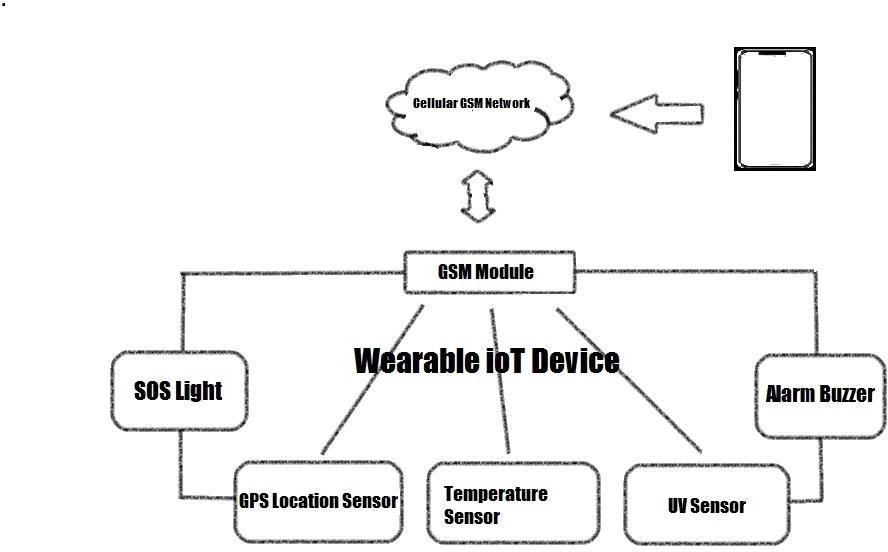 Cellular GSM Network
GSM Module
Wearable ioT Device
SOS Light
Alarm Buzzer
GPS Location Sensor
Temperature
Sensor
UV Sensor